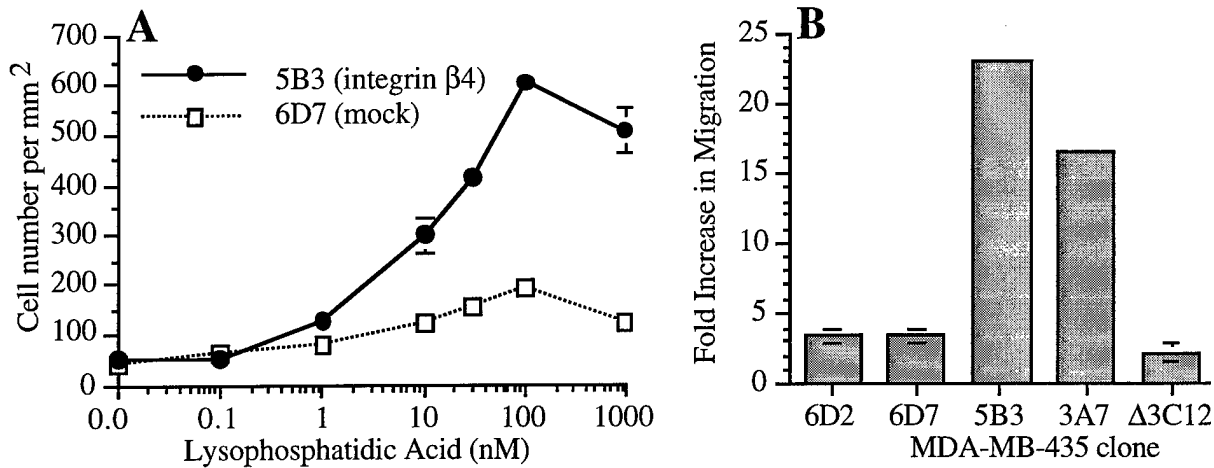 A
700
600
500
400
300
200
100
0
Cell number per mm 2
5B3 (integrin β4)
6D7 (mock)
0.0 0.1 1 10 100 1000
Lysophosphatidic Acid (nM)
B
25
20
15
10
5
0
Fold Increase in Migration
6D2 6D7 5B3 3A7 Δ3C12
MDA-MB-435 clone